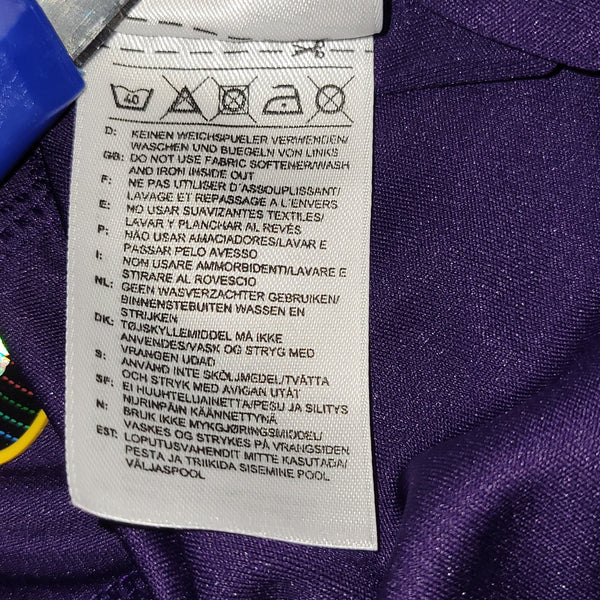 40
D: KEINEN WEICHSPUELER VERWENDEN/
WASCHEN UND BUEGELN VON LINKS
GB: DO NOT USE FABRIC SOFTENER/WASH
AND IRON INSIDE OUT
F: NE PAS UTILISER D'ASSOUPLISSANT/
LAVAGE ET REPASSAGE A L'ENVERS
E: NO USAR SUAVIZANTES TEXTILES/
LAVAR Y PLANCHAR AL REVÉS
P: NÃO USAR AMACIADORES/LAVAR E
PASSAR PELO AVESSO
I: NON USARE AMMORBIDENTI/LAVARE E
STIRARE AL ROVESCIO
NL: GEEN WASVERZACHTER GEBRUIKEN/
BINNENSTEBUITEN WASSEN EN
STRIJKEN
DK: TØJSKYLLEMIDDEL MÅ IKKE
ANVENDES/VASK OG STRYG MED
VRANGEN UDAD
S: ANVÄND INTE SKÖLJMEDEL/TVÄTTA
OCH STRYK MED AVIGAN UTÅT
SF: EI HUUHTELUAINETTA/PESU JA SILITYS
NURINPÄIN KÄÄNNETTYNÄ
N: BRUK IKKE MYKGJØRINGSMIDDEL/
VASKES OG STRYKES PÅ VRANGSIDEN
EST: LOPUTUSVAHENDIT MITTE KASUTADA/
PESTA JA TRIIKIDA SISEMINE POOL
VÄLJASPOOL